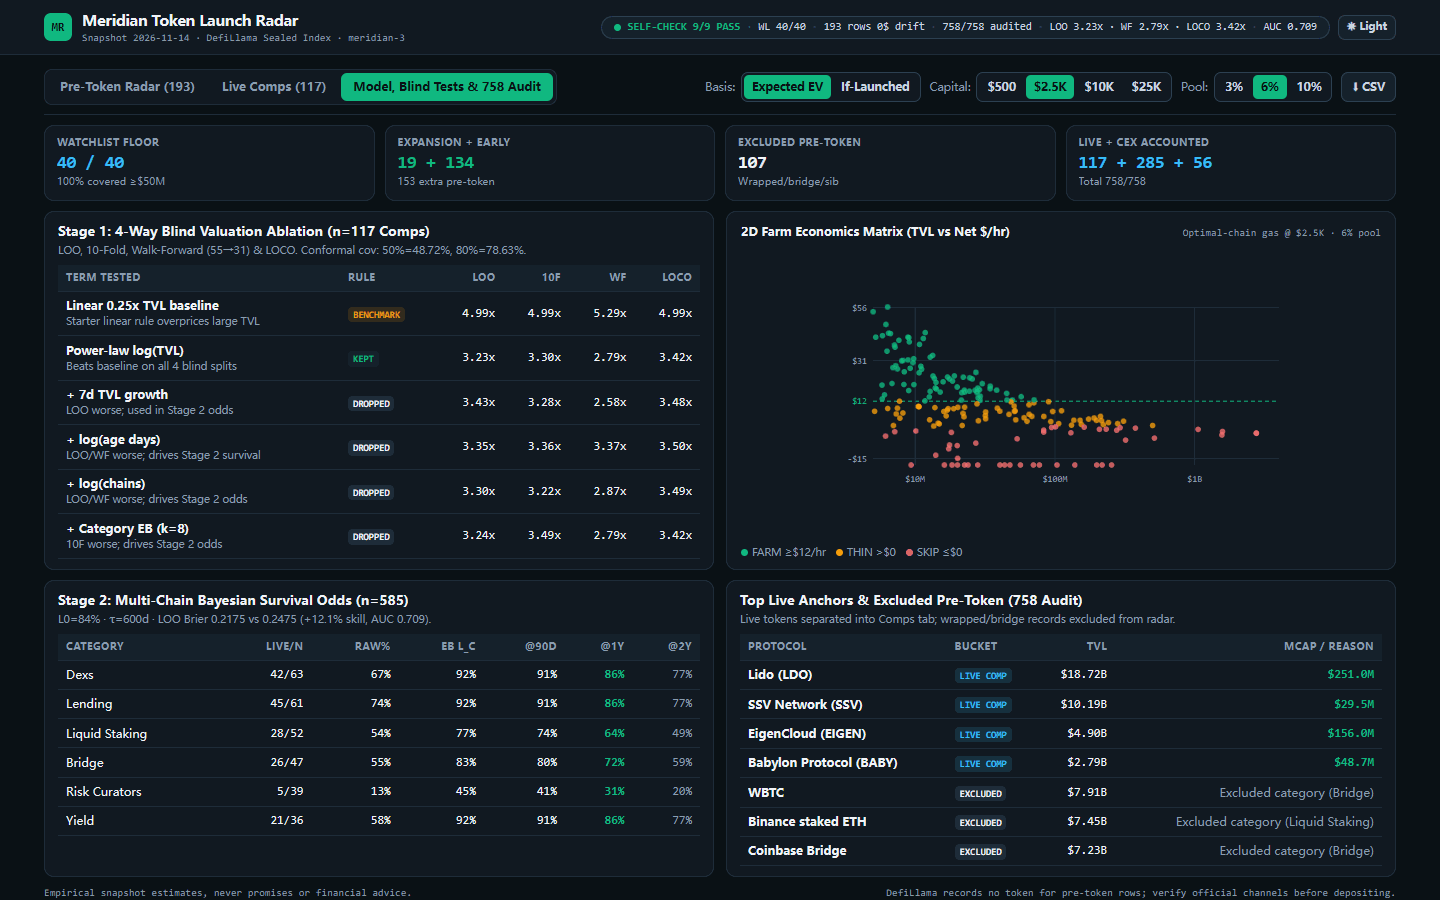 MR
Meridian Token Launch Radar
Snapshot 2026-11-14 · DefiLlama Sealed Index · meridian-3
SELF-CHECK 9/9 PASS · WL 40/40 · 193 rows 0$ drift · 758/758 audited · LOO 3.23x · WF 2.79x · LOCO 3.42x · AUC 0.709
☀ Light
Pre-Token Radar (193) Live Comps (117) Model, Blind Tests & 758 Audit
Basis: Expected EV If-Launched Capital: $500 $2.5K $10K $25K Pool: 3% 6% 10% ⬇ CSV
WATCHLIST FLOOR
40 / 40
100% covered ≥$50M
EXPANSION + EARLY
19 + 134
153 extra pre-token
EXCLUDED PRE-TOKEN
107
Wrapped/bridge/sib
LIVE + CEX ACCOUNTED
117 + 285 + 56
Total 758/758
Stage 1: 4-Way Blind Valuation Ablation (n=117 Comps)
LOO, 10-Fold, Walk-Forward (55→31) & LOCO. Conformal cov: 50%=48.72%, 80%=78.63%.
TERM TESTED RULE LOO 10F WF LOCO
Linear 0.25x TVL baseline
Starter linear rule overprices large TVL
BENCHMARK 4.99x 4.99x 5.29x 4.99x
Power-law log(TVL)
Beats baseline on all 4 blind splits
KEPT 3.23x 3.30x 2.79x 3.42x
+ 7d TVL growth
LOO worse; used in Stage 2 odds
DROPPED 3.43x 3.28x 2.58x 3.48x
+ log(age days)
LOO/WF worse; drives Stage 2 survival
DROPPED 3.35x 3.36x 3.37x 3.50x
+ log(chains)
LOO/WF worse; drives Stage 2 odds
DROPPED 3.30x 3.22x 2.87x 3.49x
+ Category EB (k=8)
10F worse; drives Stage 2 odds
DROPPED 3.24x 3.49x 2.79x 3.42x
2D Farm Economics Matrix (TVL vs Net $/hr)
Optimal-chain gas @ $2.5K · 6% pool
$56
$31
$12
-$15
$10M $100M $1B
FARM ≥$12/hr THIN >$0 SKIP ≤$0
Stage 2: Multi-Chain Bayesian Survival Odds (n=585)
L0=84% · τ=600d · LOO Brier 0.2175 vs 0.2475 (+12.1% skill, AUC 0.709).
CATEGORY LIVE/N RAW% EB L_C @90D @1Y @2Y
Dexs 42/63 67% 92% 91% 86% 77%
Lending 45/61 74% 92% 91% 86% 77%
Liquid Staking 28/52 54% 77% 74% 64% 49%
Bridge 26/47 55% 83% 80% 72% 59%
Risk Curators 5/39 13% 45% 41% 31% 20%
Yield 21/36 58% 92% 91% 86% 77%
Top Live Anchors & Excluded Pre-Token (758 Audit)
Live tokens separated into Comps tab; wrapped/bridge records excluded from radar.
PROTOCOL BUCKET TVL MCAP / REASON
Lido (LDO) LIVE COMP $18.72B $251.0M
SSV Network (SSV) LIVE COMP $10.19B $29.5M
EigenCloud (EIGEN) LIVE COMP $4.90B $156.0M
Babylon Protocol (BABY) LIVE COMP $2.79B $48.7M
WBTC EXCLUDED $7.91B Excluded category (Bridge)
Binance staked ETH EXCLUDED $7.45B Excluded category (Liquid Staking)
Coinbase Bridge EXCLUDED $7.23B Excluded category (Bridge)
Empirical snapshot estimates, never promises or financial advice.
DefiLlama records no token for pre-token rows; verify official channels before depositing.